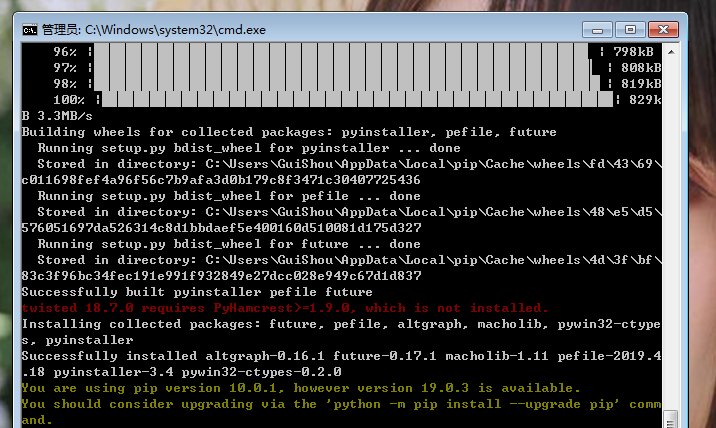 管理员: C:\Windows\system32\cmd.exe
96% | | 798kB
97% | | 808kB
98% | | 819kB
100% | | 829k
B 3.3MB/s
Building wheels for collected packages: pyinstaller, pefile, future
Running setup.py bdist_wheel for pyinstaller ... done
Stored in directory: C:\Users\GuiShou\AppData\Local\pip\Cache\wheels\fd\43\69\
c011698fef4a96f56c7b9afa3d0b179c8f3471c30407725436
Running setup.py bdist_wheel for pefile ... done
Stored in directory: C:\Users\GuiShou\AppData\Local\pip\Cache\wheels\48\e5\d5\
576051697da526314c8d1bbdaef5e400160d510081d175d327
Running setup.py bdist_wheel for future ... done
Stored in directory: C:\Users\GuiShou\AppData\Local\pip\Cache\wheels\4d\3f\bf\
83c3f96bc34fec191e991f932849e27dcc028e949c67d1d837
Successfully built pyinstaller pefile future
twisted 18.7.0 requires PyHamcrest>=1.9.0, which is not installed.
Installing collected packages: future, pefile, altgraph, macholib, pywin32-ctype
s, pyinstaller
Successfully installed altgraph-0.16.1 future-0.17.1 macholib-1.11 pefile-2019.4
.18 pyinstaller-3.4 pywin32-ctypes-0.2.0
You are using pip version 10.0.1, however version 19.0.3 is available.
You should consider upgrading via the 'python -m pip install --upgrade pip' comm
and.